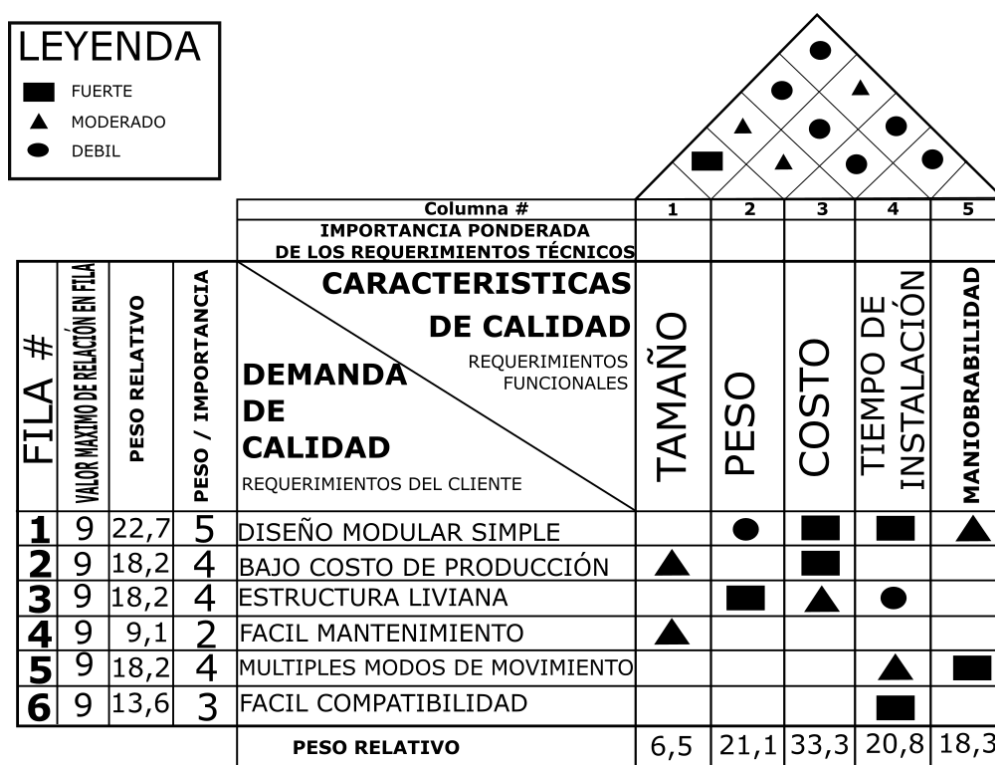 LEYENDA
FUERTE
MODERADO
DEBIL
Columna # 1 2 3 4 5
IMPORTANCIA PONDERADA
DE LOS REQUERIMIENTOS TÉCNICOS
FILA #
VALOR MAXIMO DE RELACIÓN EN FILA
PESO RELATIVO
PESO / IMPORTANCIA
CARACTERISTICAS
DE CALIDAD
REQUERIMIENTOS
FUNCIONALES
DEMANDA
DE
CALIDAD
REQUERIMIENTOS DEL CLIENTE
TAMAÑO
PESO
COSTO
TIEMPO DE
INSTALACIÓN
MANIOBRABILIDAD
1 9 22,7 5 DISEÑO MODULAR SIMPLE
2 9 18,2 4 BAJO COSTO DE PRODUCCIÓN
3 9 18,2 4 ESTRUCTURA LIVIANA
4 9 9,1 2 FACIL MANTENIMIENTO
5 9 18,2 4 MULTIPLES MODOS DE MOVIMIENTO
6 9 13,6 3 FACIL COMPATIBILIDAD
PESO RELATIVO 6,5 21,1 33,3 20,8 18,3